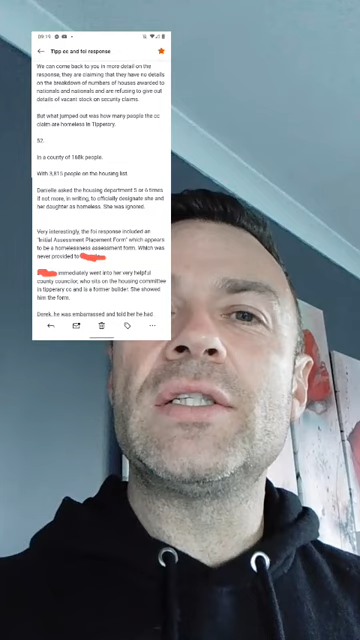 09:15
Tipp cc and foi response
We can come back to you in more detail on the
response, they are claiming that they have no details
on the breakdown of numbers of houses awarded to
nationals and nationals and are refusing to give out
details of vacant stock on security claims.
But what jumped out was how many people the cc
claim are homeless in Tipperary.
52.
In a county of 168k people.
With 3,815 people on the housing list.
Danielle asked the housing department 5 or 6 times
if not more, in writing, to officially designate she and
her daughter as homeless. She was ignored.
Very interestingly, the foi response included an
"Initial Assessment Placement Form" which appears
to be a homelessness assessment form. Which was
never provided to
immediately went into her very helpful
county councillor, who sits on the housing committee
in tipperary cc and is a former builder. She showed
him the form.
Derek, he was embarrassed and told her he had